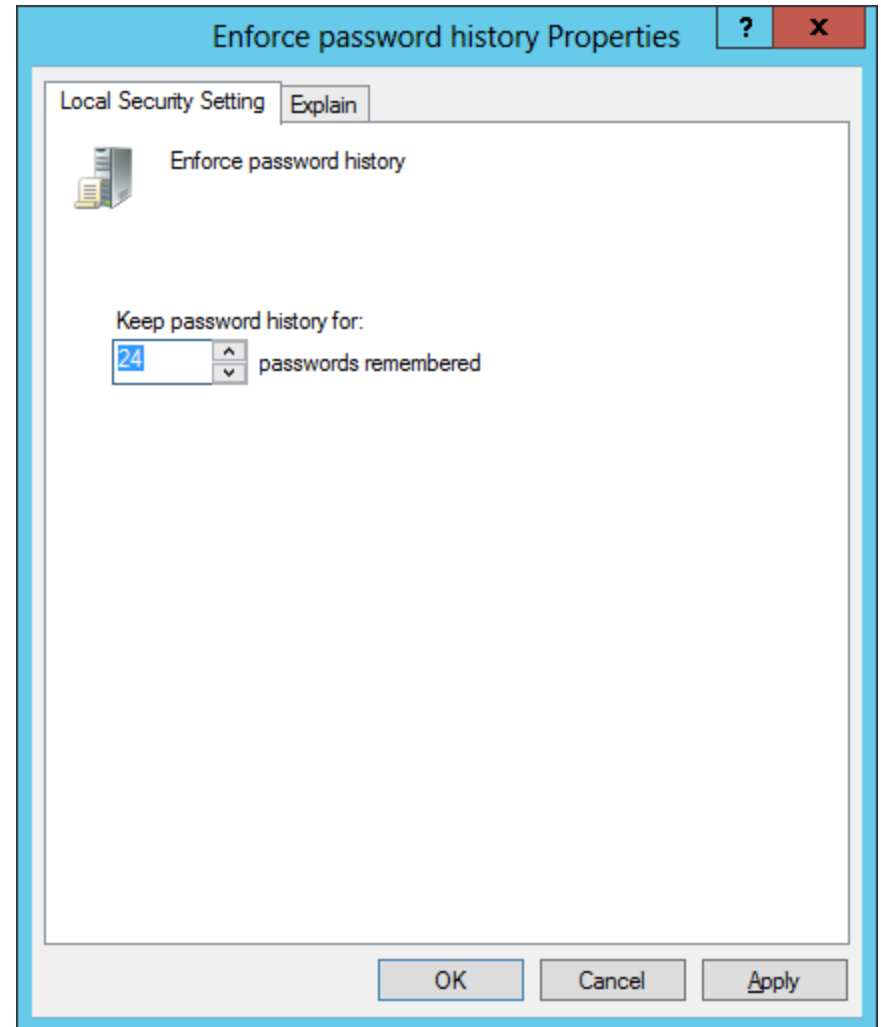 Enforce password history Properties
?
x
Local Security Setting
Explain
Enforce password history
Keep password history for:
24 passwords remembered
OK
Cancel
Apply